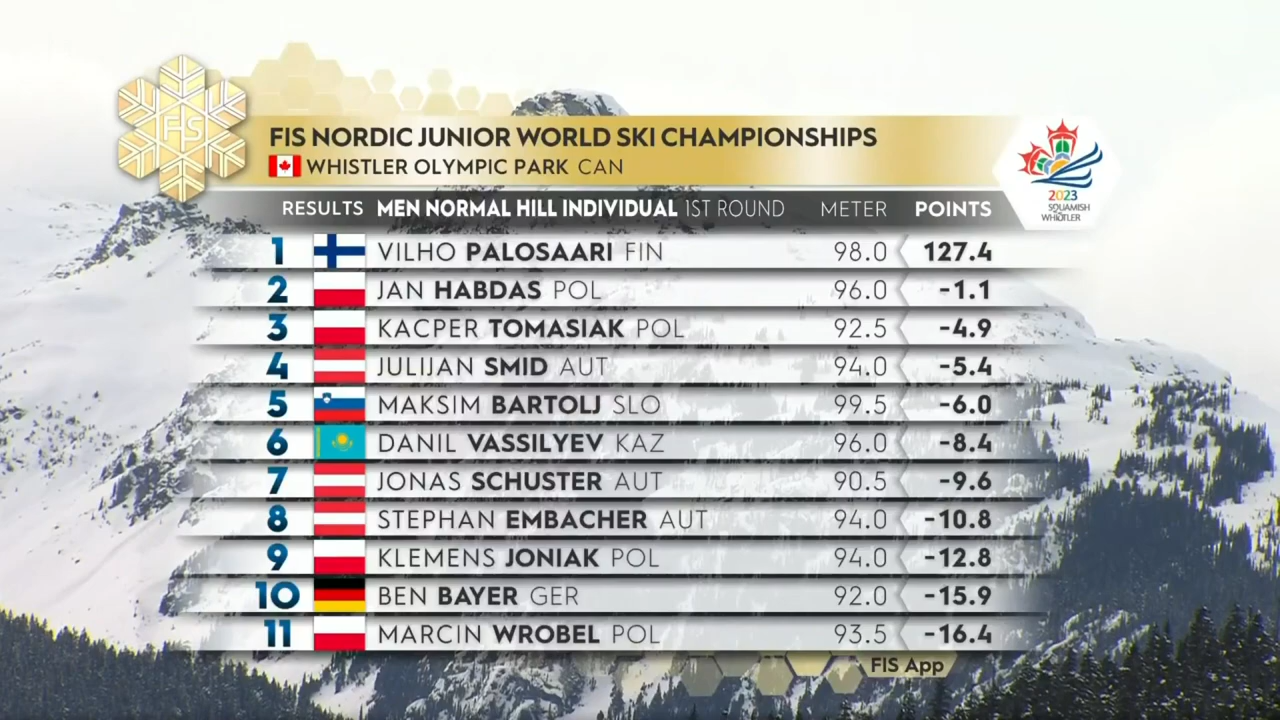 FIS
FIS NORDIC JUNIOR WORLD SKI CHAMPIONSHIPS
WHISTLER OLYMPIC PARK CAN
2023
SQUAMISH
WHISTLER
RESULTS MEN NORMAL HILL INDIVIDUAL 1ST ROUND METER POINTS
1 VILHO PALOSAARI FIN 98.0 127.4
2 JAN HABDAS POL 96.0 -1.1
3 KACPER TOMASIAK POL 92.5 -4.9
4 JULIJAN SMID AUT 94.0 -5.4
5 MAKSIM BARTOLJ SLO 99.5 -6.0
6 DANIL VASSILYEV KAZ 96.0 -8.4
7 JONAS SCHUSTER AUT 90.5 -9.6
8 STEPHAN EMBACHER AUT 94.0 -10.8
9 KLEMENS JONIAK POL 94.0 -12.8
10 BEN BAYER GER 92.0 -15.9
11 MARCIN WROBEL POL 93.5 -16.4
FIS App